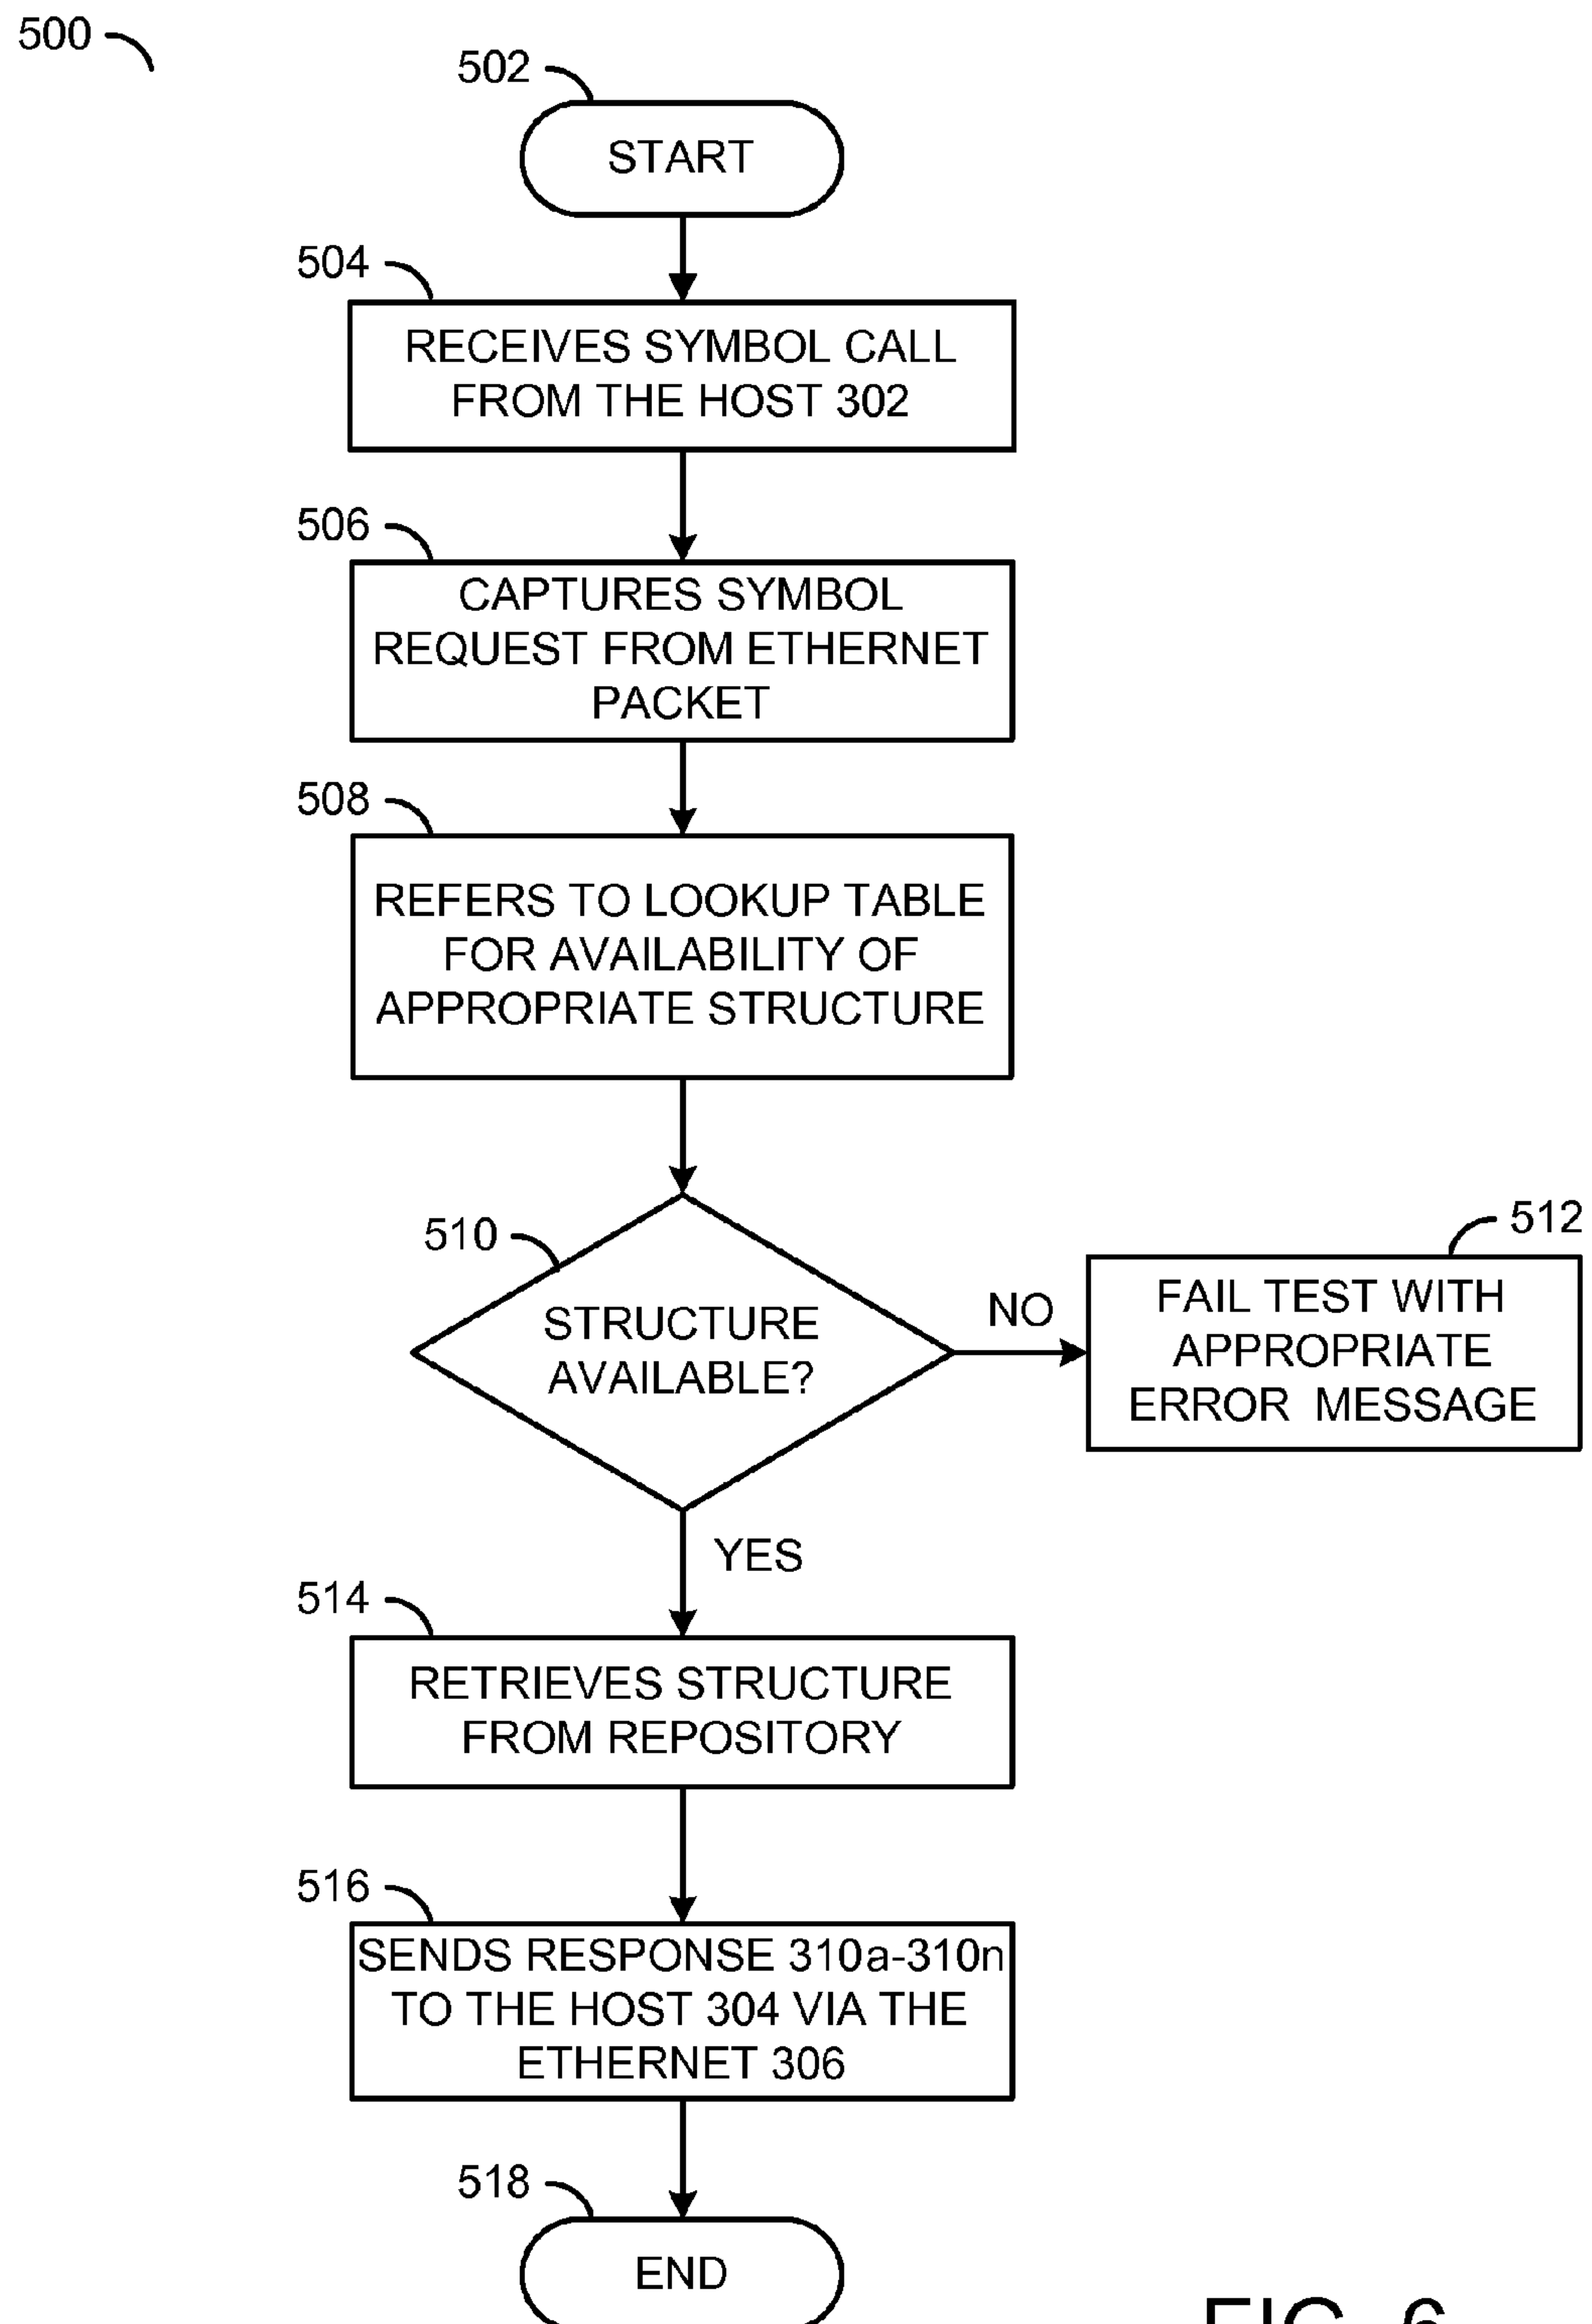 500
502
START
504
RECEIVES SYMBOL CALL
FROM THE HOST 302
506
CAPTURES SYMBOL
REQUEST FROM ETHERNET
PACKET
508
REFERS TO LOOKUP TABLE
FOR AVAILABILITY OF
APPROPRIATE STRUCTURE
510
STRUCTURE
AVAILABLE?
NO
512
FAIL TEST WITH
APPROPRIATE
ERROR MESSAGE
YES
514
RETRIEVES STRUCTURE
FROM REPOSITORY
516
SENDS RESPONSE 310a-310n
TO THE HOST 304 VIA THE
ETHERNET 306
518
END
FIG. 6